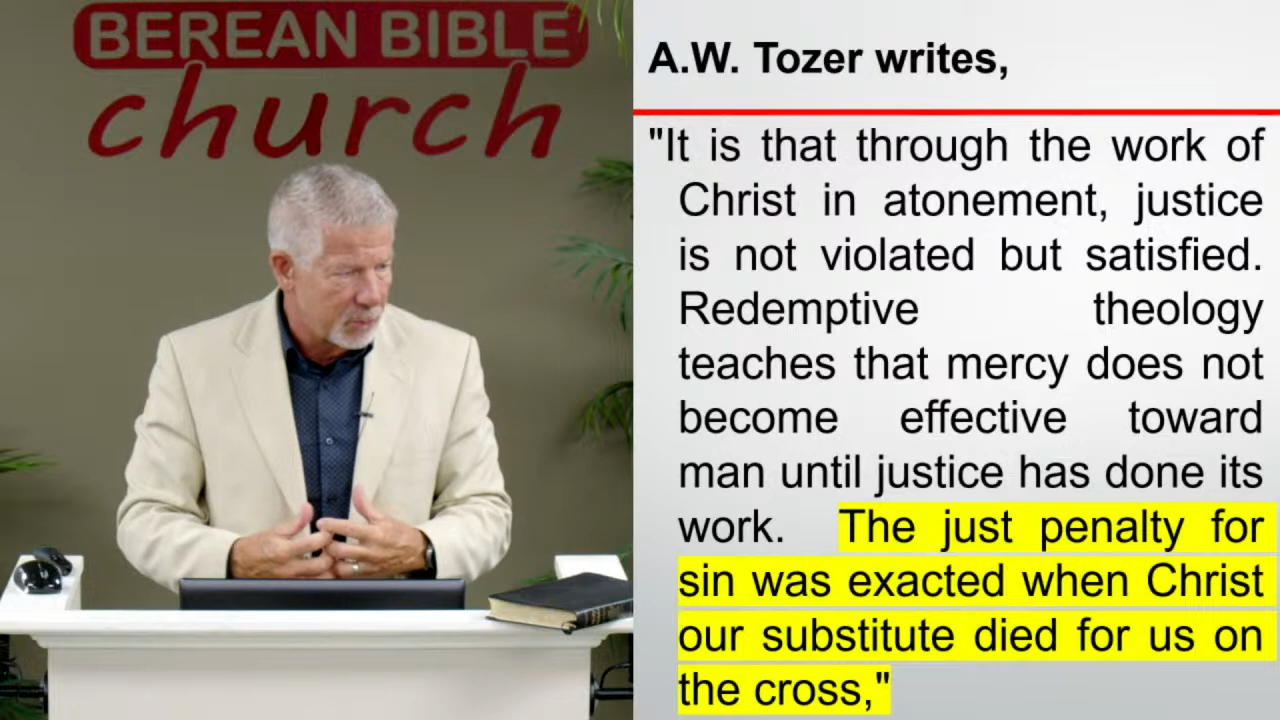 BEREAN BIBLE
church
A.W. Tozer writes,
"It is that through the work of
Christ in atonement, justice
is not violated but satisfied.
Redemptive theology
teaches that mercy does not
become effective toward
man until justice has done its
work. The just penalty for
sin was exacted when Christ
our substitute died for us on
the cross,"